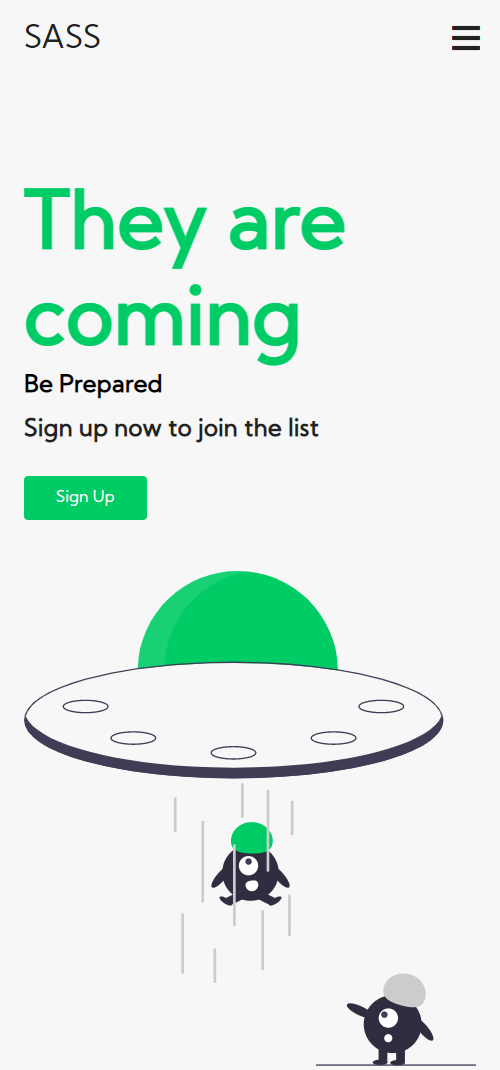 SASS
They are
coming
Be Prepared
Sign up now to join the list
Sign Up